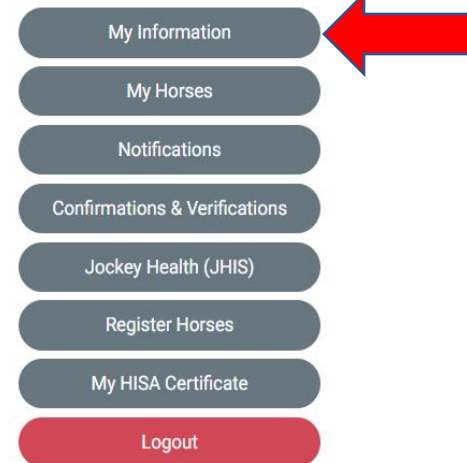 My Information
My Horses
Notifications
Confirmations & Verifications
Jockey Health (JHIS)
Register Horses
My HISA Certificate
Logout